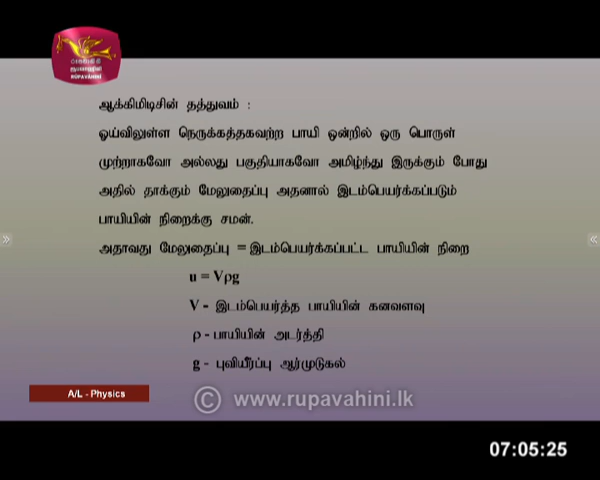 RUPAVAHINI
ஆக்கிமிடிசின் தத்துவம் :
ஓய்விலுள்ள நெருக்கத்தகவற்ற பாயி ஒன்றில் ஒரு பொருள்
முற்றாகவோ அல்லது பகுதியாகவோ அமிழ்ந்து இருக்கும் போது
அதில் தாக்கும் மேலுதைப்பு அதனால் இடம்பெயர்க்கப்படும்
பாயியின் நிறைக்கு சமன்.
அதாவது மேலுதைப்பு = இடம்பெயர்க்கப்பட்ட பாயியின் நிறை
u = Vρg
V - இடம்பெயர்த்த பாயியின் கனவளவு
ρ - பாயியின் அடர்த்தி
g - புவியீர்ப்பு ஆர்முடுகல்
A/L - Physics
© www.rupavahini.lk
07:05:25